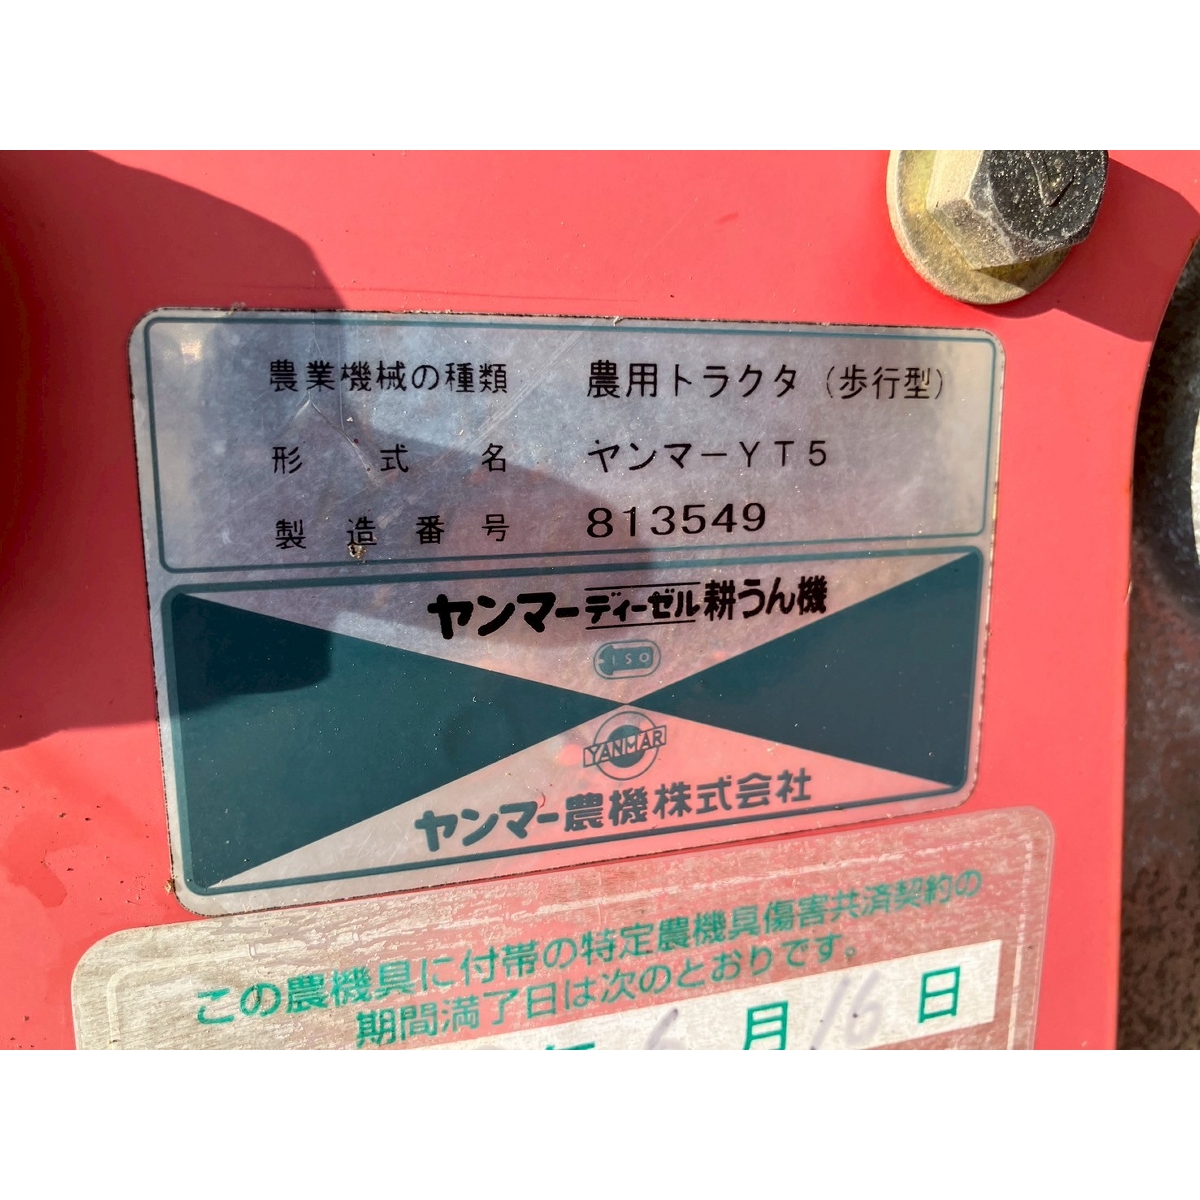 農業機械の種類 農用トラクタ（歩行型）
形式名 ヤンマーYT5
製造番号 813549
ヤンマーディーゼル耕うん機
ISO
YANMAR
ヤンマー農機株式会社
この農機具に付帯の特定農機具傷害共済契約の
期間満了日は次のとおりです。
年 6 月 16 日